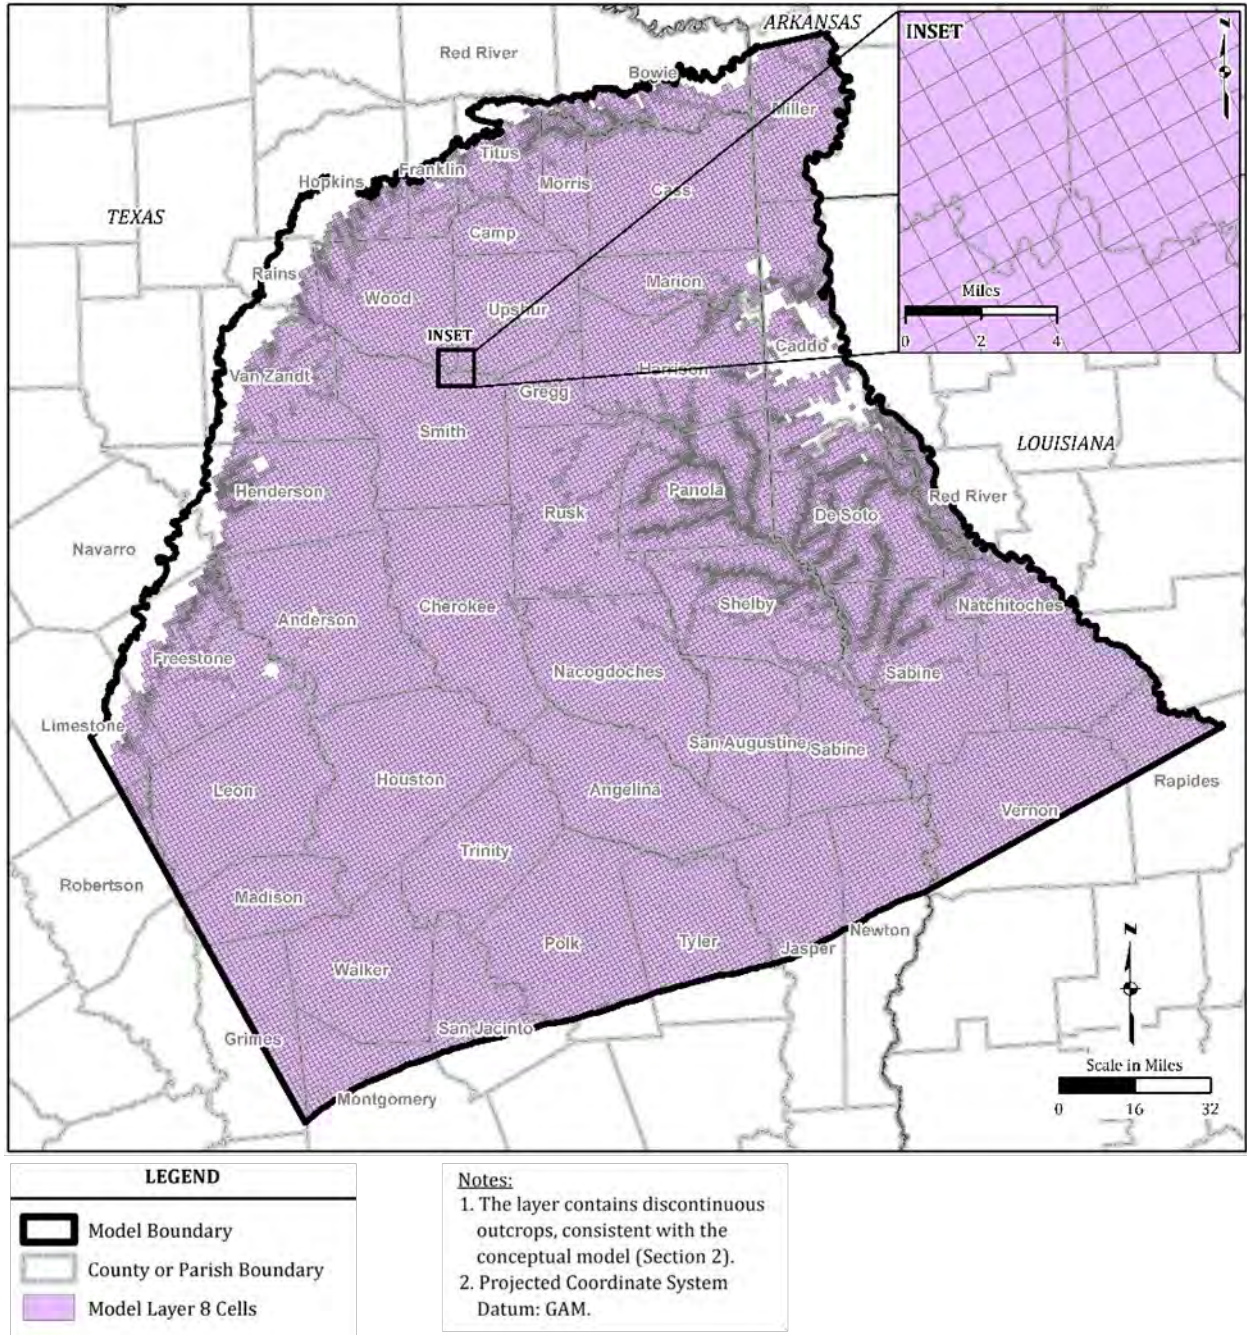 ARKANSAS
Red River
INSET
N
Bowie
Miller
Titus
Franklin
Hopkins
Morris
Cass
TEXAS
Camp
Rains
Marion
Miles
Wood
Upshur
0 2 4
INSET
Caddo
Harrison
Van Zandt
Gregg
Smith
LOUISIANA
Henderson
Panola
Red River
Rusk
De Soto
Navarro
Cherokee
Shelby
Natchitoches
Anderson
Freestone
Nacogdoches
Sabine
Limestone
San Augustine
Sabine
Houston
Rapides
Leon
Angelina
Vernon
Trinity
Robertson
Madison
Newton
N
Polk
Tyler
Jasper
Walker
San Jacinto
Grimes
Scale in Miles
Montgomery
0 16 32
LEGEND
Model Boundary
County or Parish Boundary
Model Layer 8 Cells
Notes:
1. The layer contains discontinuous
outcrops, consistent with the
conceptual model (Section 2).
2. Projected Coordinate System
Datum: GAM.